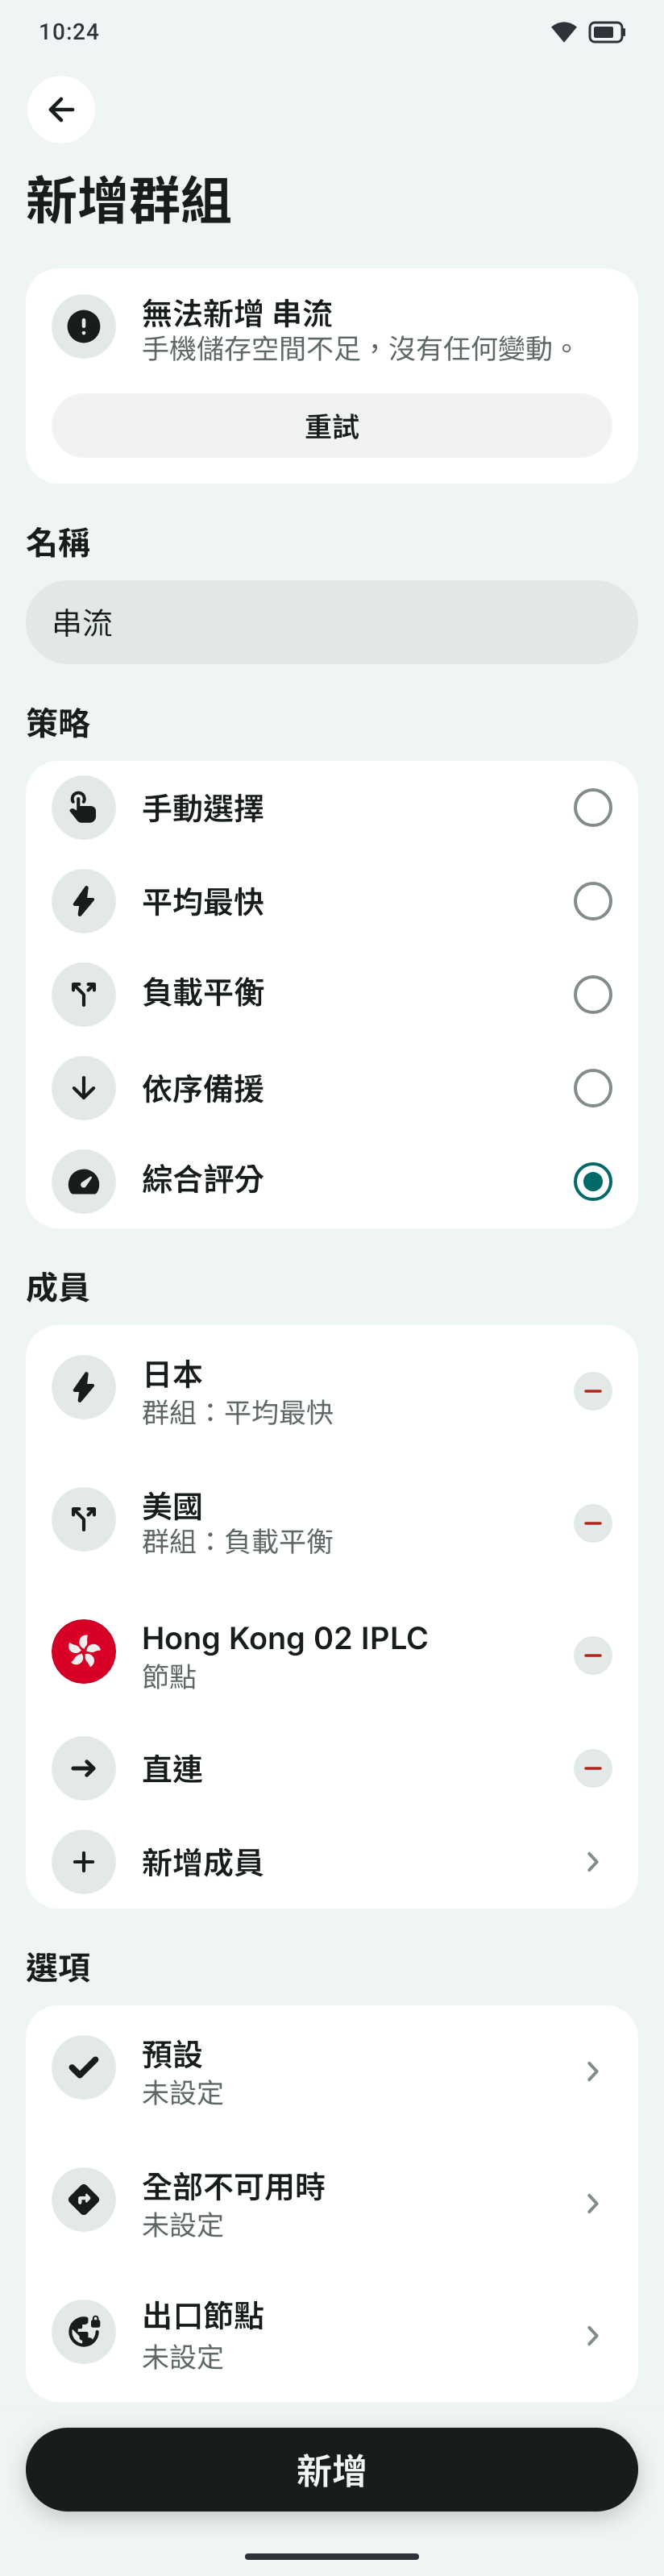 10:24
新增群組
無法新增 串流
手機儲存空間不足，沒有任何變動。
重試
名稱
串流
策略
手動選擇
平均最快
負載平衡
依序備援
綜合評分
成員
日本
群組：平均最快
美國
群組：負載平衡
Hong Kong 02 IPLC
節點
直連
新增成員
選項
預設
未設定
全部不可用時
未設定
出口節點
未設定
新增